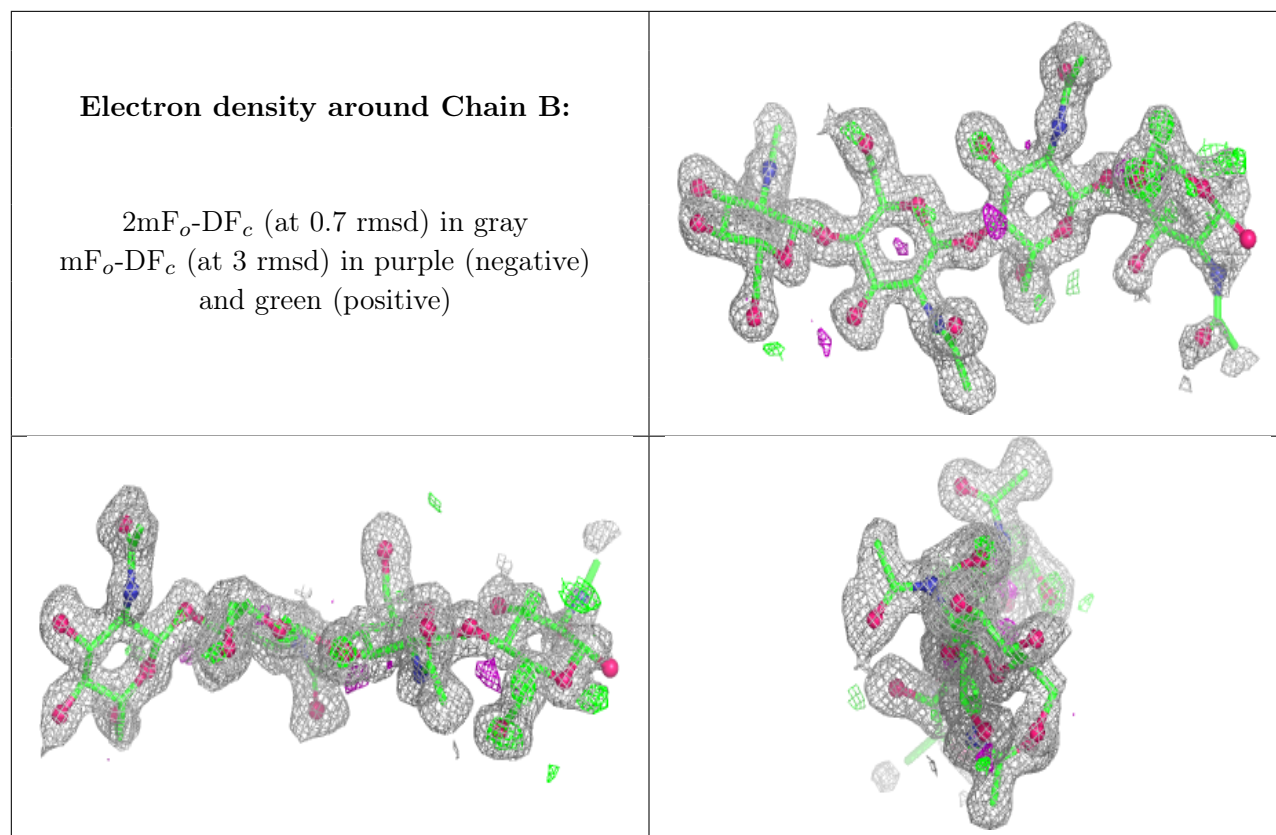 Electron density around Chain B:
2mFₒ-DF𝒸 (at 0.7 rmsd) in gray
mFₒ-DF𝒸 (at 3 rmsd) in purple (negative)
and green (positive)